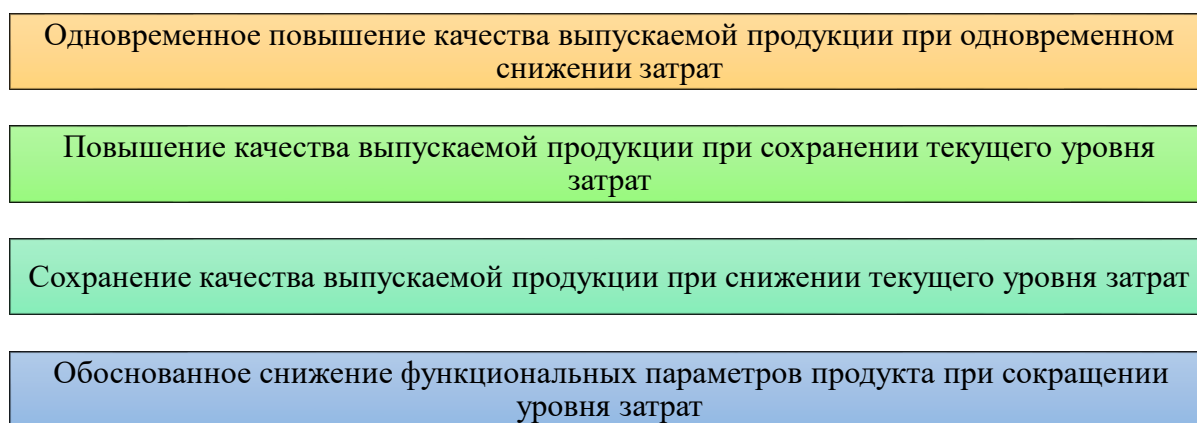 Одновременное повышение качества выпускаемой продукции при одновременном
снижении затрат
Повышение качества выпускаемой продукции при сохранении текущего уровня
затрат
Сохранение качества выпускаемой продукции при снижении текущего уровня затрат
Обоснованное снижение функциональных параметров продукта при сокращении
уровня затрат